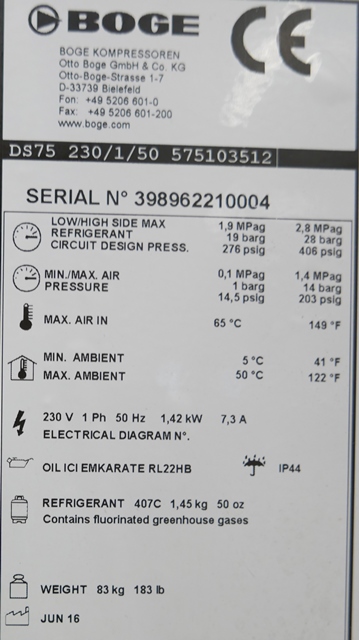 BOGE
CE
BOGE KOMPRESSOREN
Otto Boge GmbH & Co. KG
Otto-Boge-Strasse 1-7
D-33739 Bielefeld
Fon: +49 5206 601-0
Fax: +49 5206 601-200
www.boge.com
DS75 230/1/50 575103512
SERIAL N° 398962210004
LOW/HIGH SIDE MAX 1,9 MPag 2,8 MPag
REFRIGERANT 19 barg 28 barg
CIRCUIT DESIGN PRESS. 276 psig 406 psig
MIN./MAX. AIR 0,1 MPag 1,4 MPag
PRESSURE 1 barg 14 barg
14,5 psig 203 psig
MAX. AIR IN 65 °C 149 °F
MIN. AMBIENT 5 °C 41 °F
MAX. AMBIENT 50 °C 122 °F
230 V 1 Ph 50 Hz 1,42 kW 7,3 A
ELECTRICAL DIAGRAM N°.
OIL ICI EMKARATE RL22HB IP44
REFRIGERANT 407C 1,45 kg 50 oz
Contains fluorinated greenhouse gases
WEIGHT 83 kg 183 lb
JUN 16